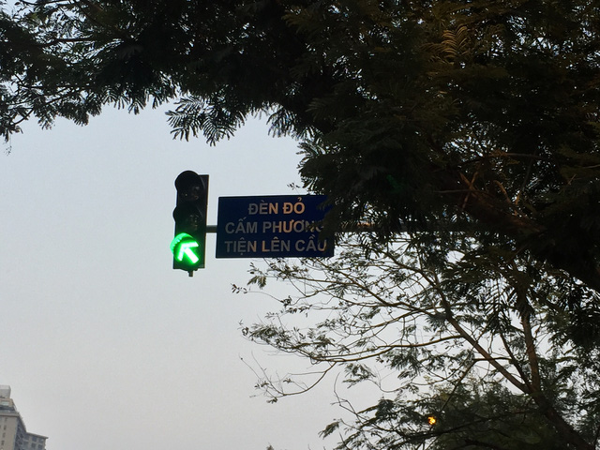 ĐÈN ĐỎ
CẤM PHƯƠNG
TIỆN LÊN CẦU